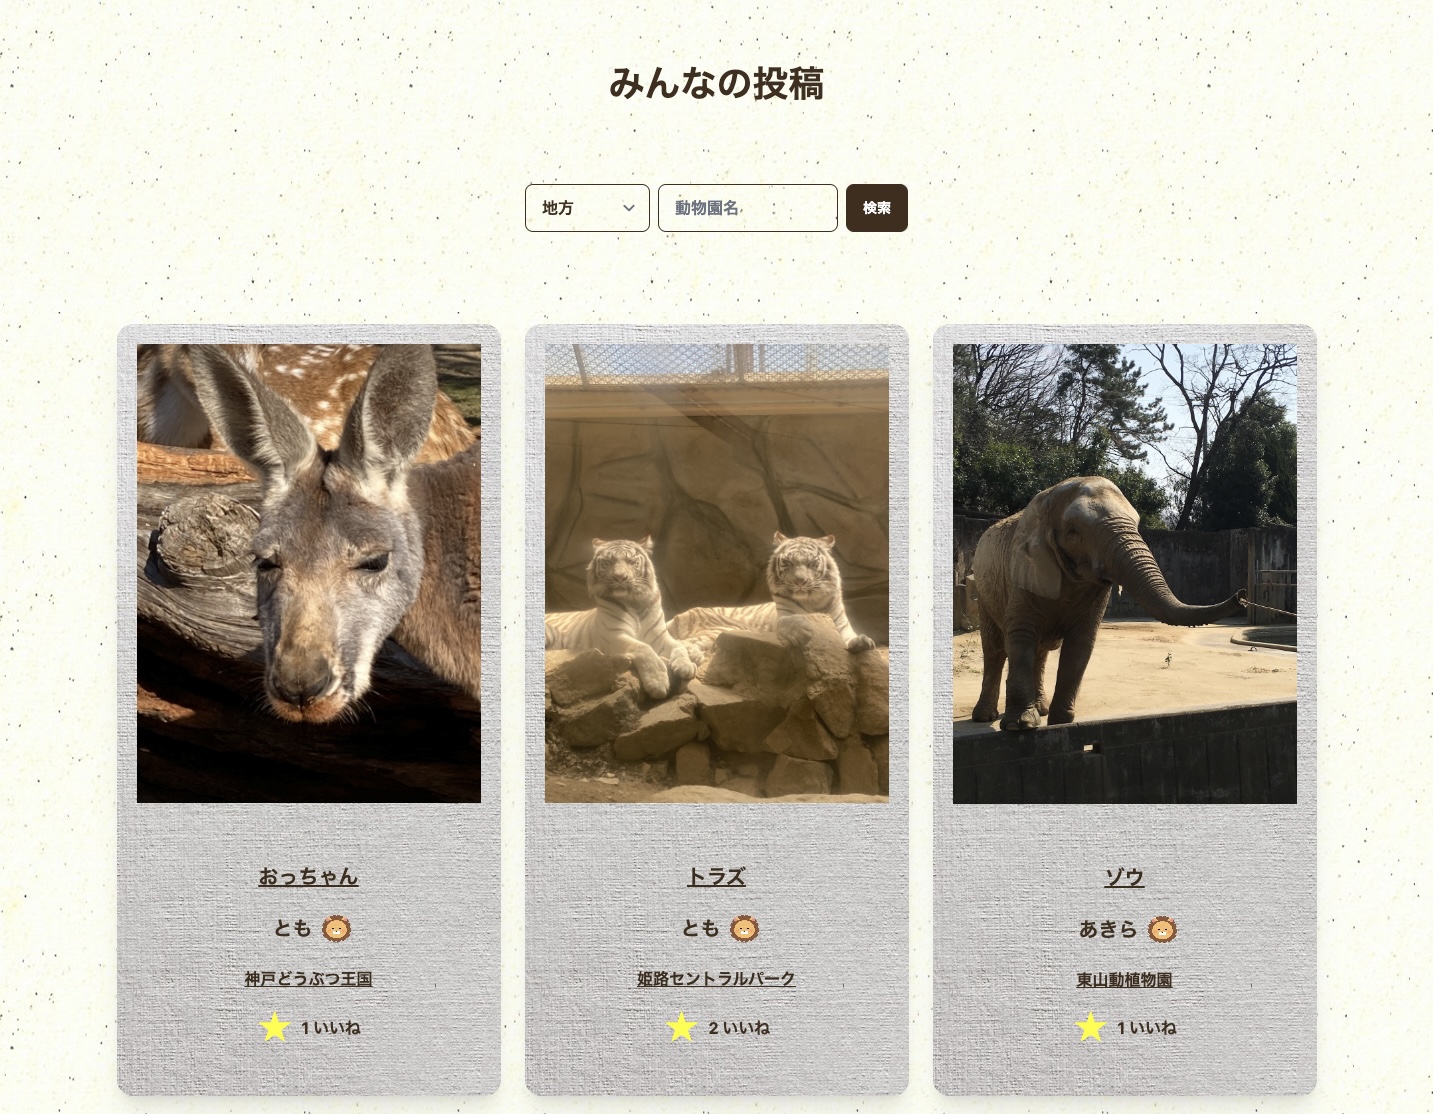 みんなの投稿
地方
動物園名
検索
おっちゃん
とも
神戸どうぶつ王国
1 いいね
トラズ
とも
姫路セントラルパーク
2 いいね
ゾウ
あきら
東山動植物園
1 いいね